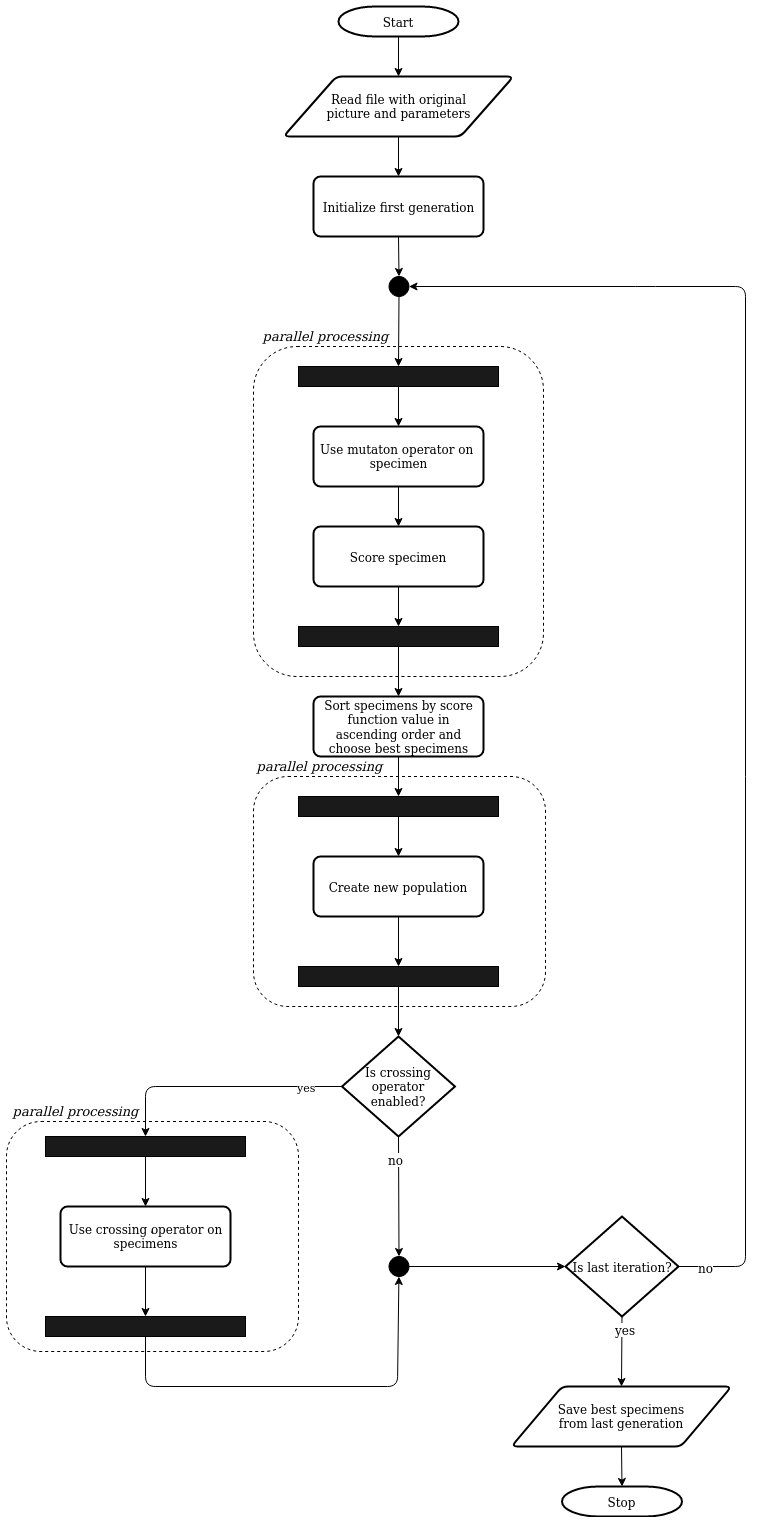 Start
Read file with original
picture and parameters
Initialize first generation
parallel processing
Use mutaton operator on
specimen
Score specimen
Sort specimens by score
function value in
ascending order and
choose best specimens
parallel processing
Create new population
Is crossing
operator
enabled?
yes
no
parallel processing
Use crossing operator on
specimens
Is last iteration?
no
yes
Save best specimens
from last generation
Stop